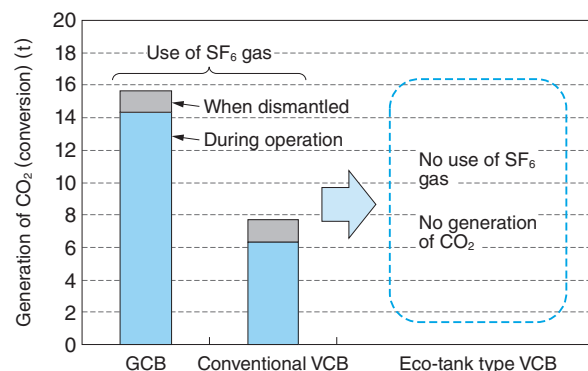 Generation of CO₂ (conversion) (t)
20
18
16
14
12
10
8
6
4
2
0
Use of SF₆ gas
When dismantled
During operation
No use of SF₆
gas
No generation
of CO₂
GCB
Conventional VCB
Eco-tank type VCB